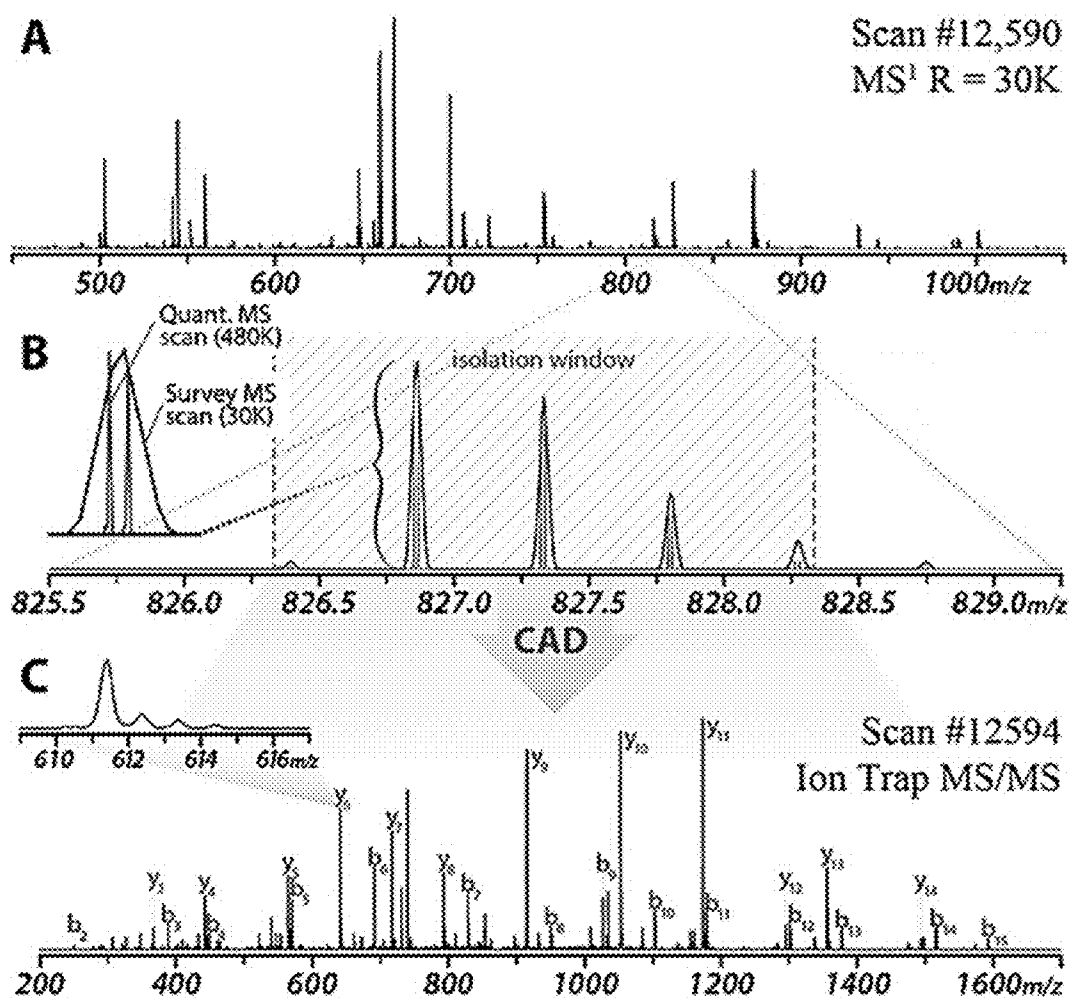 A
Scan #12,590
MS¹ R = 30K
500 600 700 800 900 1000m/z
B
Quant. MS
scan (480K)
Survey MS
scan (30K)
isolation window
825.5 826.0 826.5 827.0 827.5 828.0 828.5 829.0m/z
CAD
C
610 612 614 616m/z
Scan #12594
Ion Trap MS/MS
y₁₁
y₁₀
y₉
y₇
b₆ y₈ b₇ b₉ y₁₃
y₃ y₄ y₅ b₅ y₁₂ y₁₄
b₂ b₃ b₈ b₁₀ b₁₁ b₁₂ b₁₃ b₁₄ b₁₅
200 400 600 800 1000 1200 1400 1600m/z